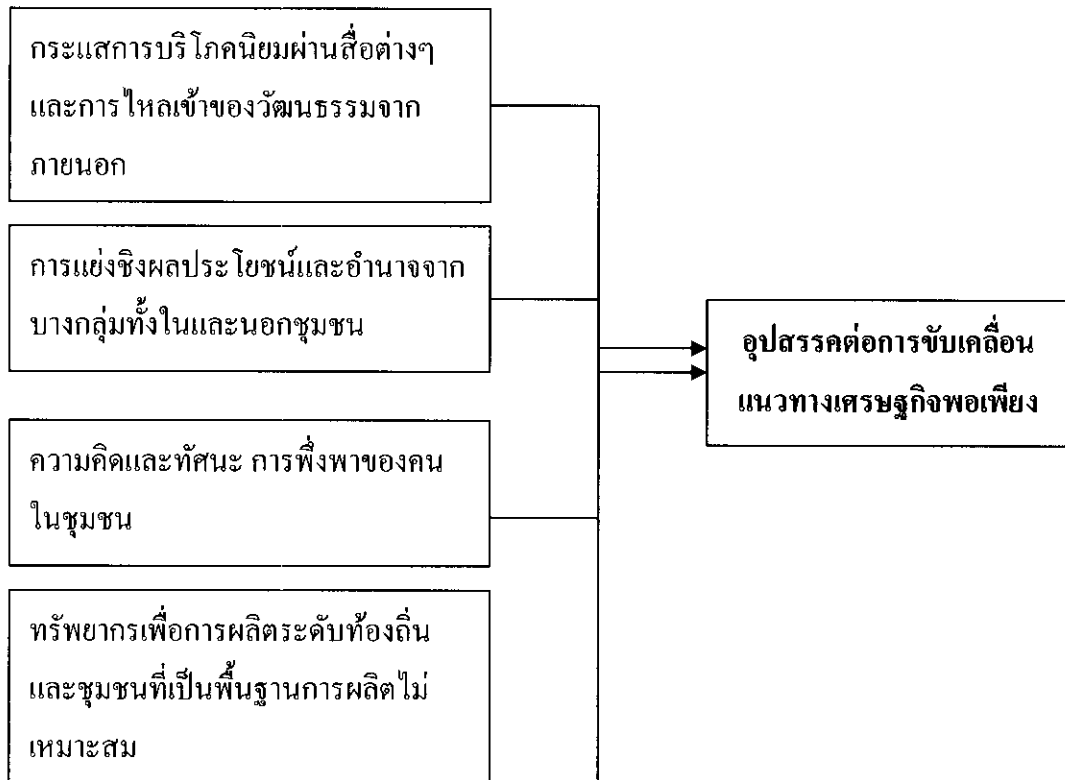 กระแสการบริโภคนิยมผ่านสื่อต่างๆ
และการไหลเข้าของวัฒนธรรมจาก
ภายนอก
การแย่งชิงผลประโยชน์และอำนาจจาก
บางกลุ่มทั้งในและนอกชุมชน
ความคิดและทัศนะ การพึ่งพาของคน
ในชุมชน
ทรัพยากรเพื่อการผลิตระดับท้องถิ่น
และชุมชนที่เป็นพื้นฐานการผลิตไม่
เหมาะสม
อุปสรรคต่อการขับเคลื่อน
แนวทางเศรษฐกิจพอเพียง